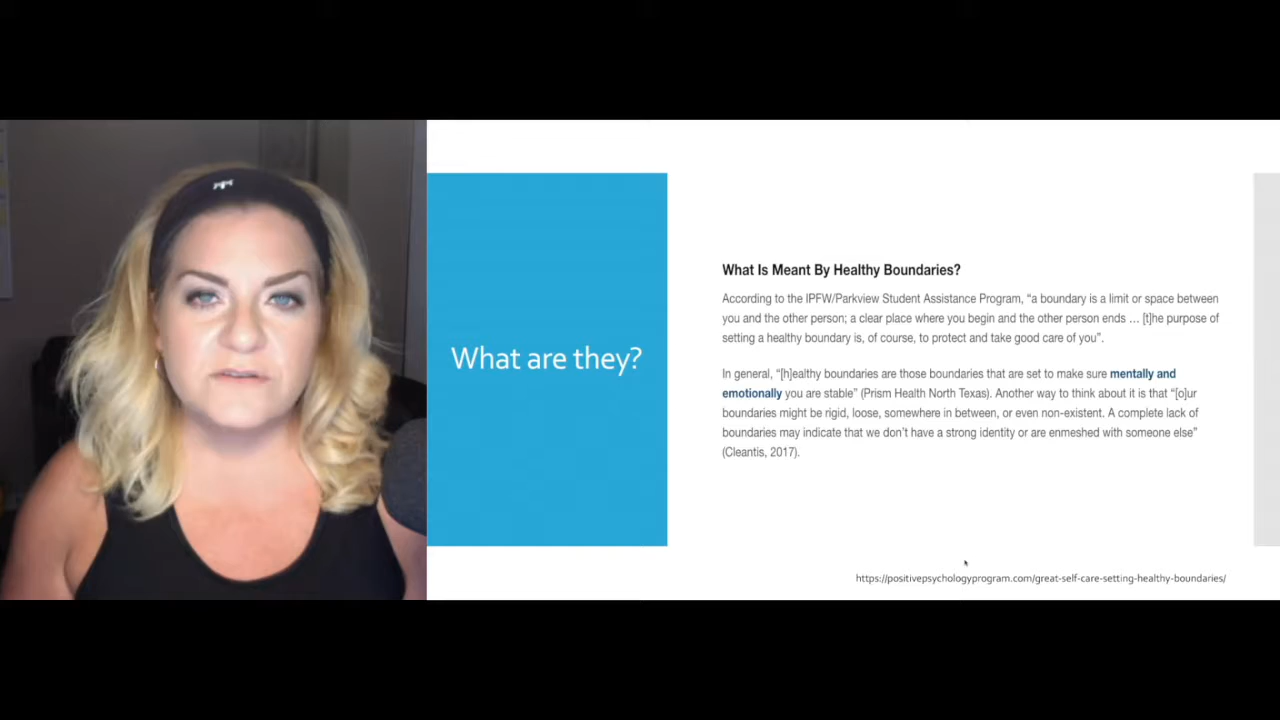 What are they?
What Is Meant By Healthy Boundaries?
According to the IPFW/Parkview Student Assistance Program, “a boundary is a limit or space between
you and the other person; a clear place where you begin and the other person ends … [t]he purpose of
setting a healthy boundary is, of course, to protect and take good care of you”.
In general, “[h]ealthy boundaries are those boundaries that are set to make sure mentally and
emotionally you are stable” (Prism Health North Texas). Another way to think about it is that “[o]ur
boundaries might be rigid, loose, somewhere in between, or even non-existent. A complete lack of
boundaries may indicate that we don’t have a strong identity or are enmeshed with someone else”
(Cleantis, 2017).
https://positivepsychologyprogram.com/great-self-care-setting-healthy-boundaries/